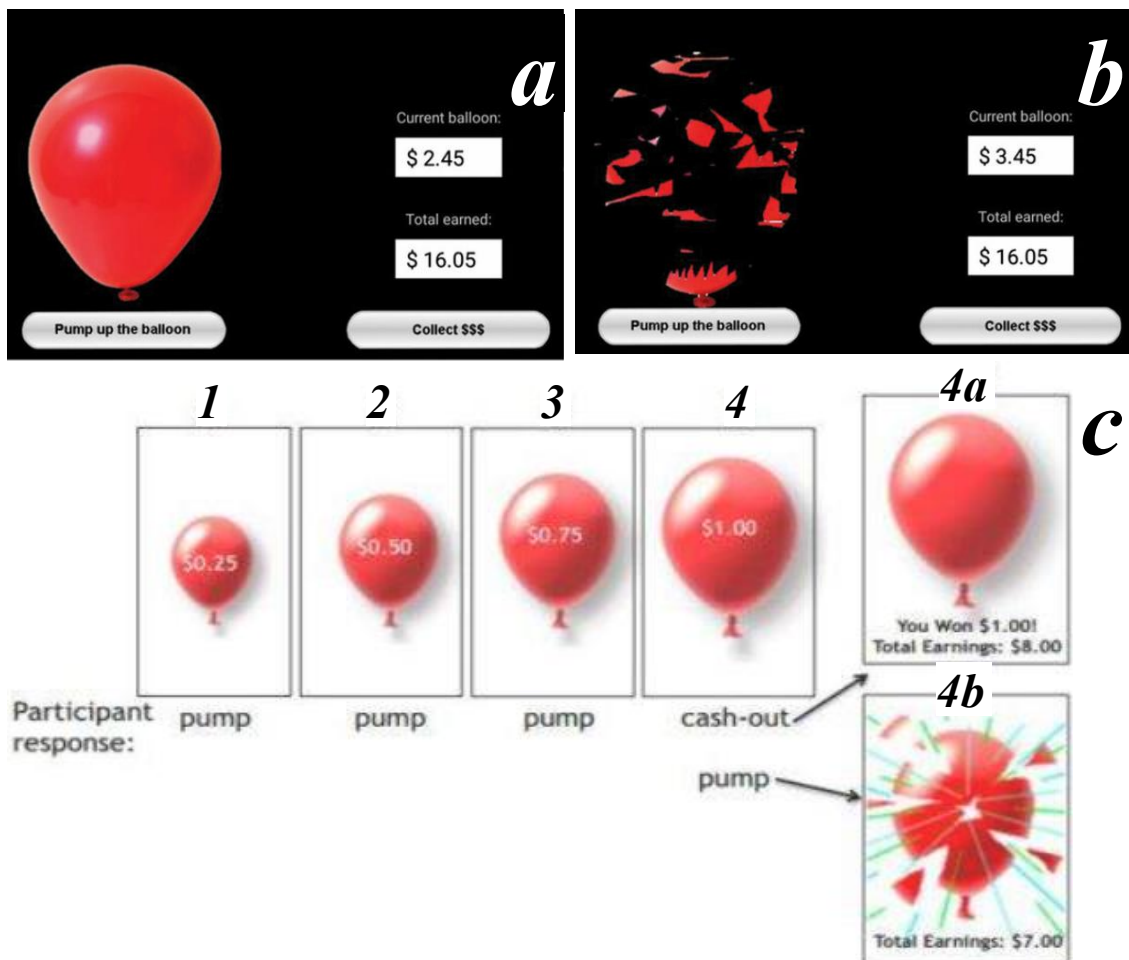 a
Current balloon:
$ 2.45
Total earned:
$ 16.05
Pump up the balloon
Collect $$$
b
Current balloon:
$ 3.45
Total earned:
$ 16.05
Pump up the balloon
Collect $$$
c
1
2
3
4
4a
$0.25
$0.50
$0.75
$1.00
You Won $1.00!
Total Earnings: $8.00
4b
Participant
response:
pump
pump
pump
cash-out
pump
Total Earnings: $7.00